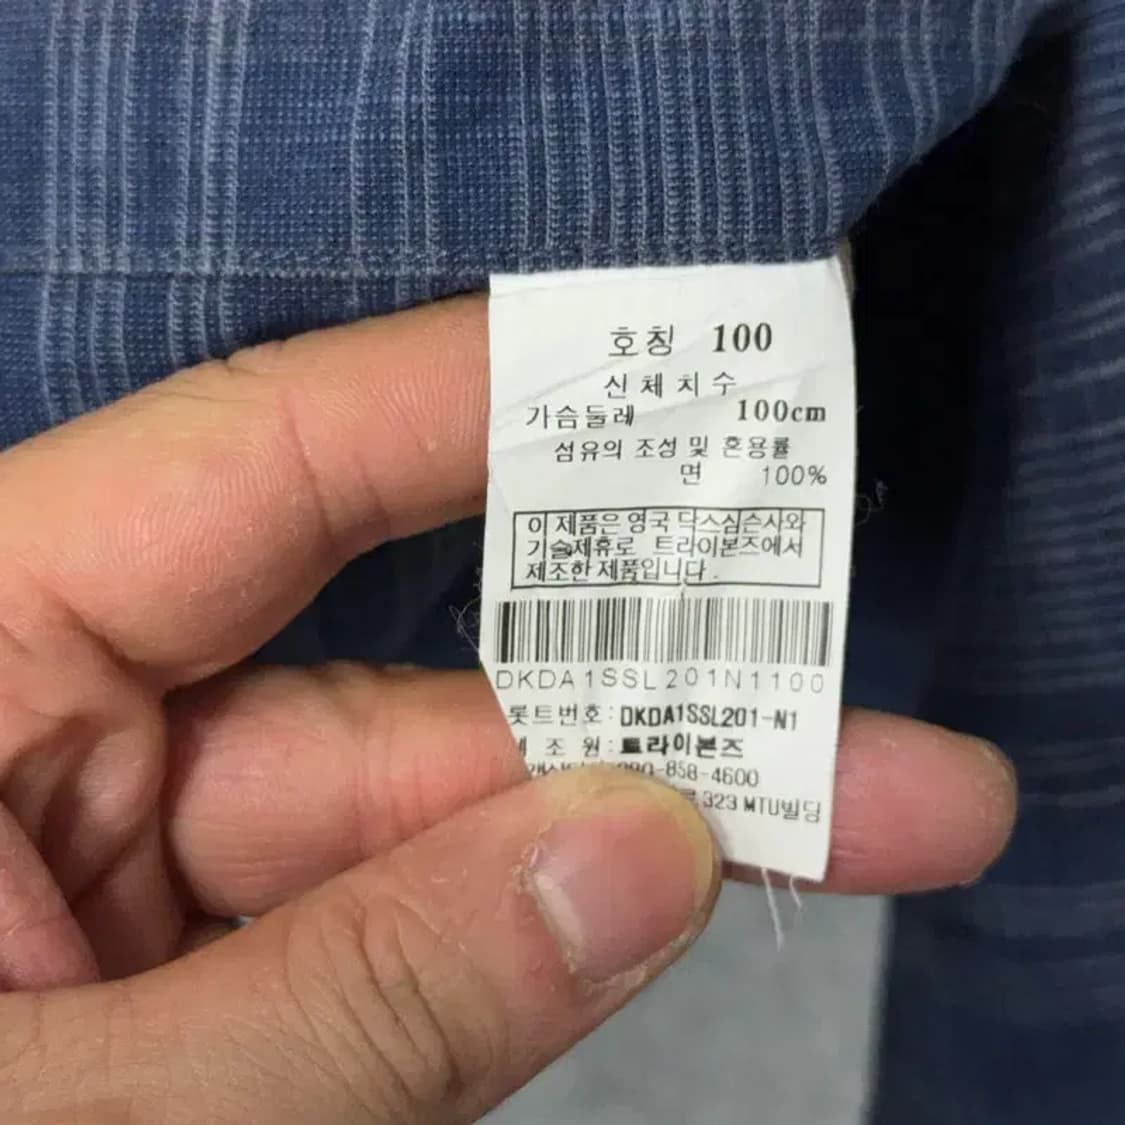 호칭 100
신체치수
가슴둘레 100cm
섬유의 조성 및 혼용률
면 100%
이 제품은 영국 닥스심슨사와
기술제휴로 트라이본즈에서
제조한 제품입니다.
DKDA1SSL201N1100
롯트번호: DKDA1SSL201-N1
조 원: 트라이본즈
-858-4600
323 MTU빌딩